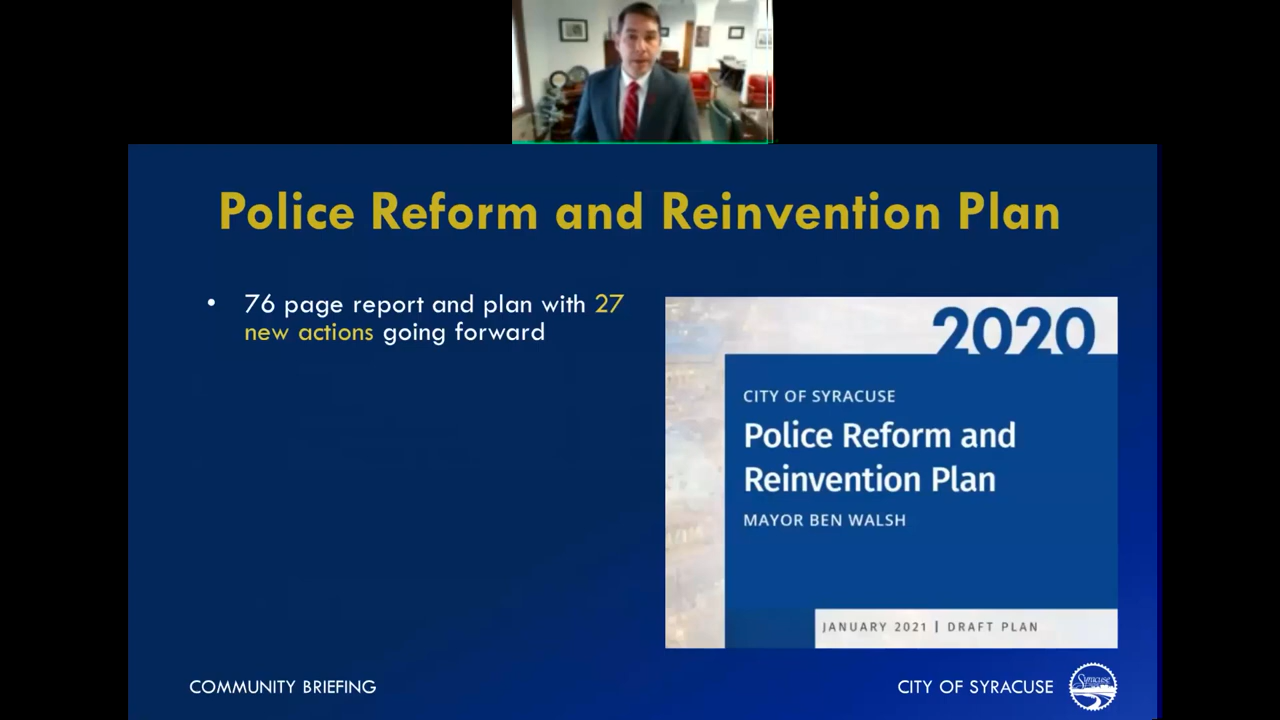 Police Reform and Reinvention Plan
• 76 page report and plan with 27
new actions going forward
2020
CITY OF SYRACUSE
Police Reform and
Reinvention Plan
MAYOR BEN WALSH
JANUARY 2021 | DRAFT PLAN
COMMUNITY BRIEFING
CITY OF SYRACUSE
Syracuse